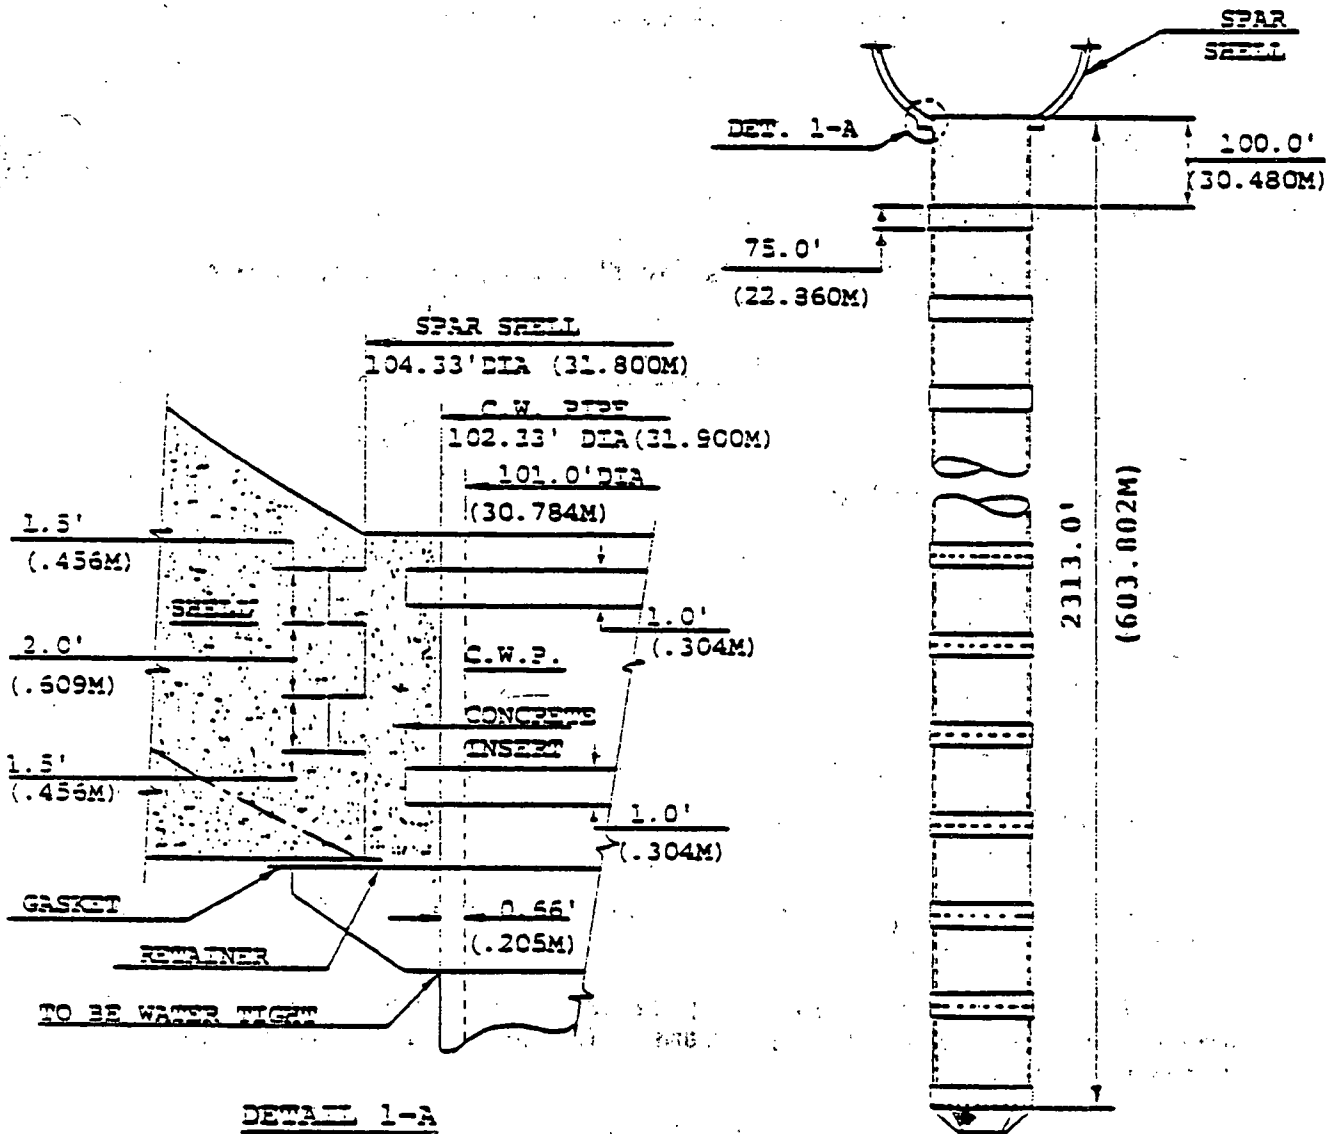 SPAR
SHELL
DET. 1-A
100.0'
(30.480M)
75.0'
(22.860M)
SPAR SHELL
104.33'DIA (31.800M)
C.W. PIPE
102.33' DIA(31.900M)
101.0'DIA
(30.784M)
1.5'
(.456M)
SHELL
1.0'
(.304M)
2.0'
(.609M)
C.W.P.
CONCRETE
INSERT
1.5'
(.456M)
1.0'
(.304M)
GASKET
0.66'
(.205M)
RETAINER
TO BE WATER TIGHT
2313.0'
(603.802M)
DETAIL 1-A